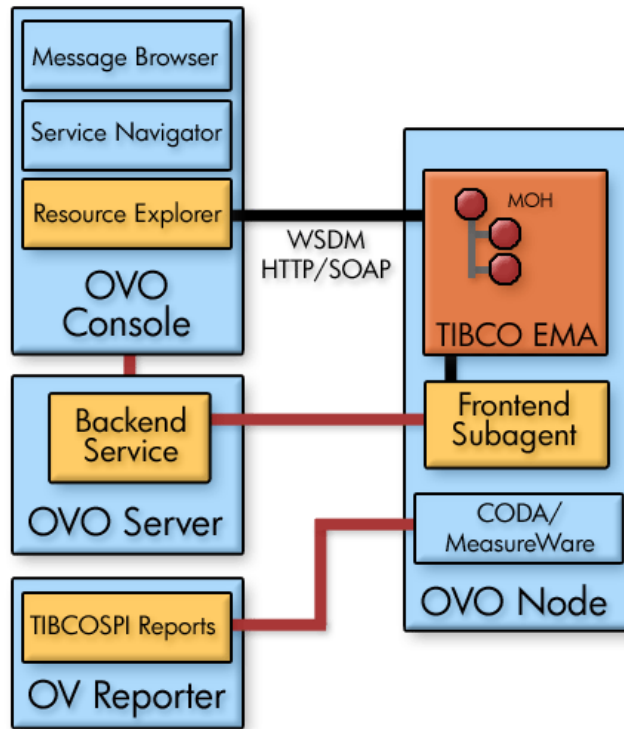 Message Browser
Service Navigator
Resource Explorer
OVO
Console
WSDM
HTTP/SOAP
MOH
TIBCO EMA
Backend
Service
OVO Server
Frontend
Subagent
CODA/
MeasureWare
OVO Node
TIBCOSPI Reports
OV Reporter